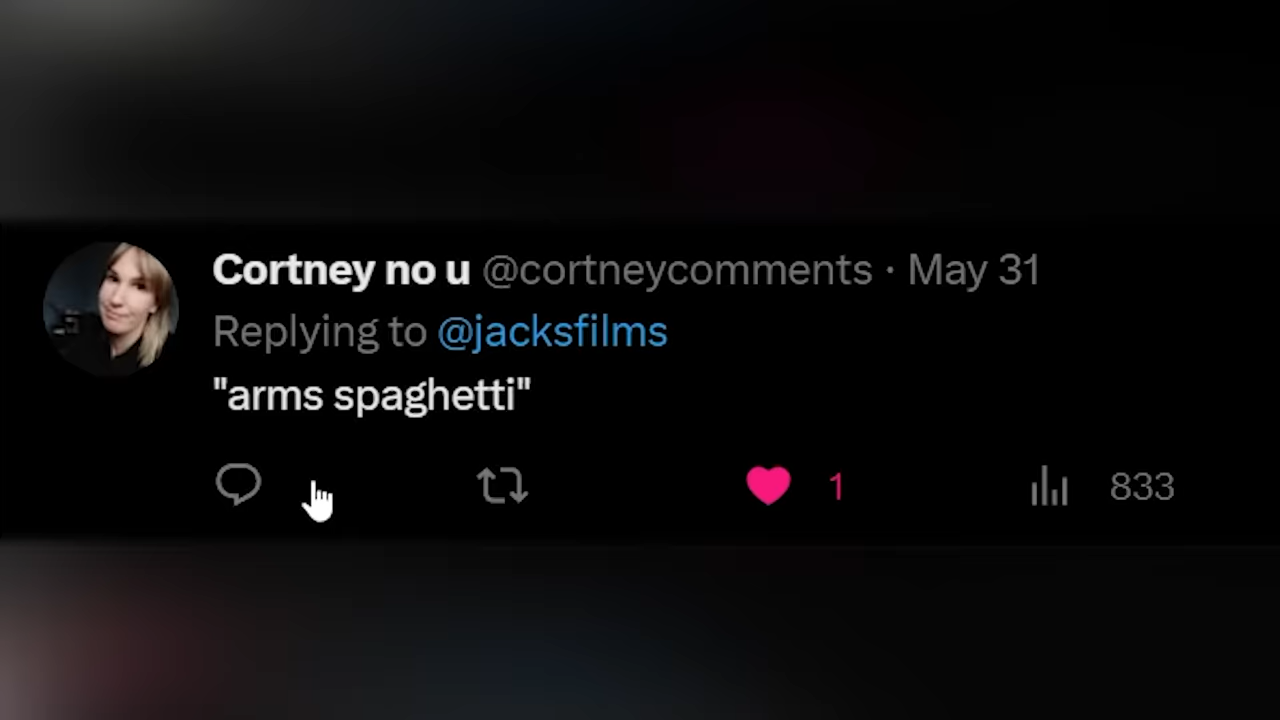 Cortney no u @cortneycomments · May 31
Replying to @jacksfilms
"arms spaghetti"
1 833